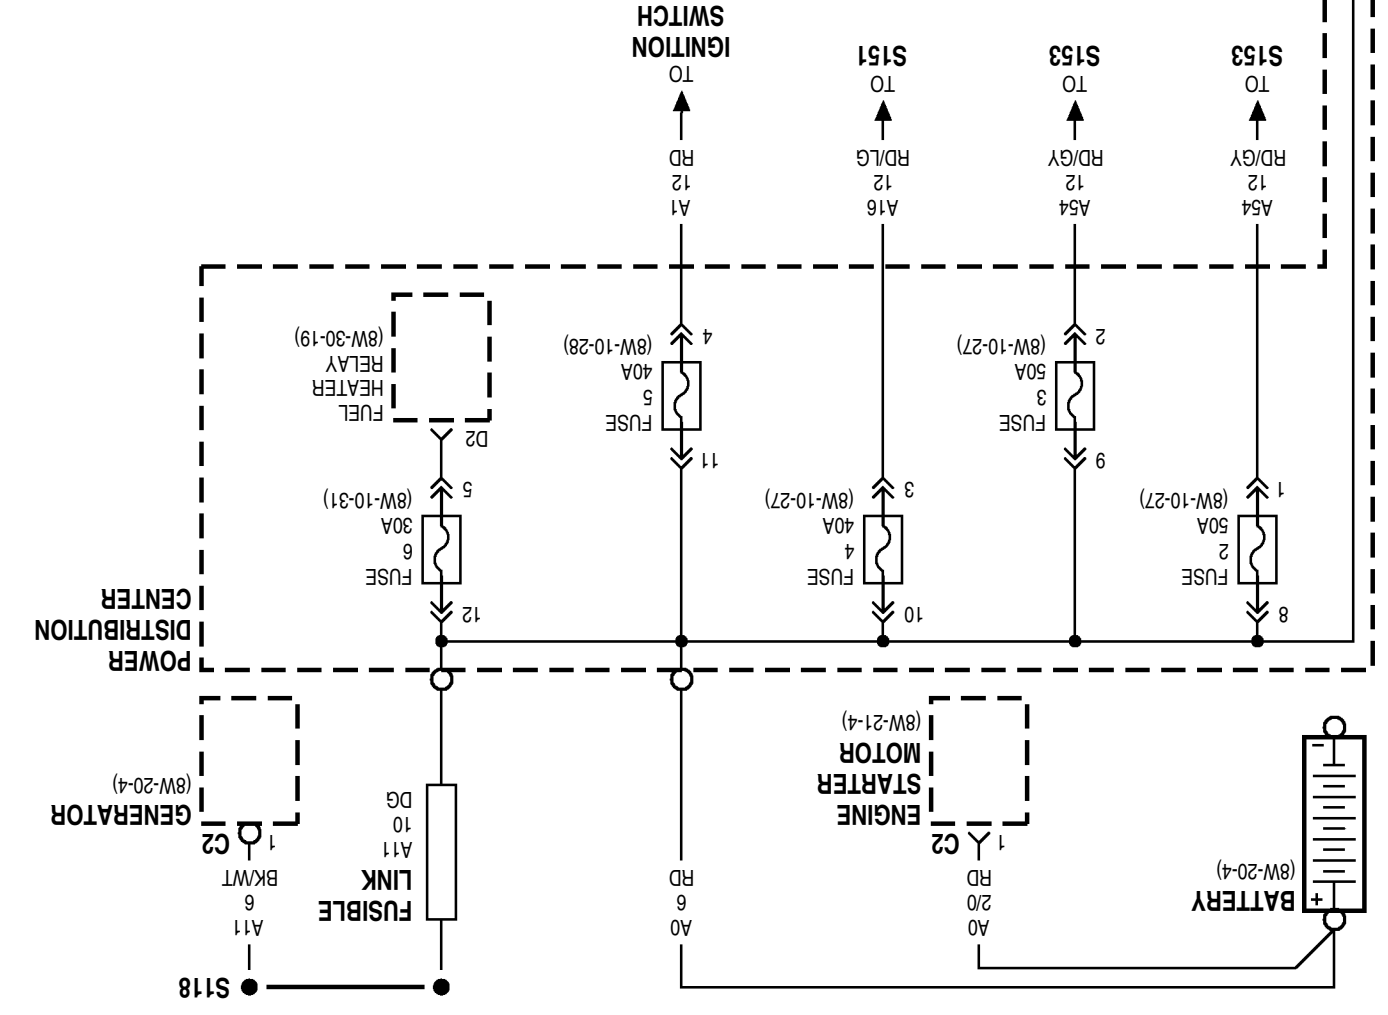 S118
A11
6
BK/WT
1
C2
GENERATOR
(8W-20-4)
FUSIBLE
LINK
A11
10
DG
A0
6
RD
A0
2/0
RD
1
C2
ENGINE
STARTER
MOTOR
(8W-21-4)
BATTERY
(8W-20-4)
+
-
POWER
DISTRIBUTION
CENTER
8
FUSE
2
50A
(8W-10-27)
1
10
FUSE
4
40A
(8W-10-27)
3
12
FUSE
6
30A
(8W-10-31)
5
9
FUSE
3
50A
(8W-10-27)
2
11
FUSE
5
40A
(8W-10-28)
4
D2
FUEL
HEATER
RELAY
(8W-30-19)
A54
12
RD/GY
TO
S153
A54
12
RD/GY
TO
S153
A16
12
RD/LG
TO
S151
A1
12
RD
TO
IGNITION
SWITCH